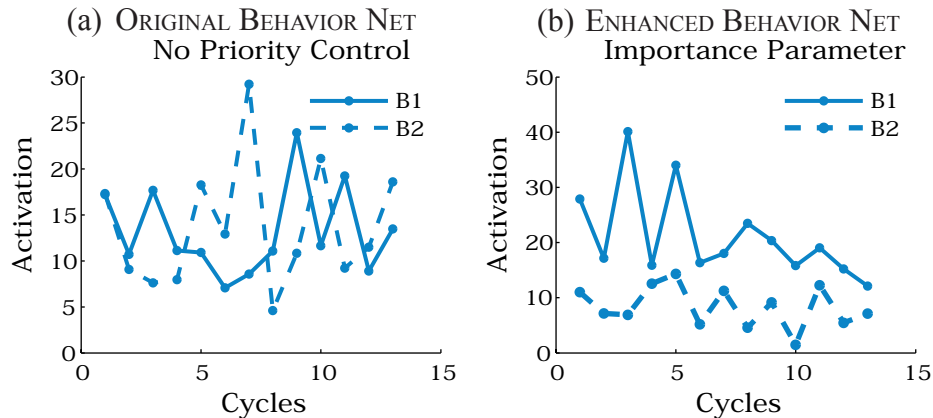 (a) ORIGINAL BEHAVIOR NET
No Priority Control
30
25
20
15
10
5
0
0
5
10
15
Activation
Cycles
B1
B2
(b) ENHANCED BEHAVIOR NET
Importance Parameter
50
40
30
20
10
0
0
5
10
15
Activation
Cycles
B1
B2